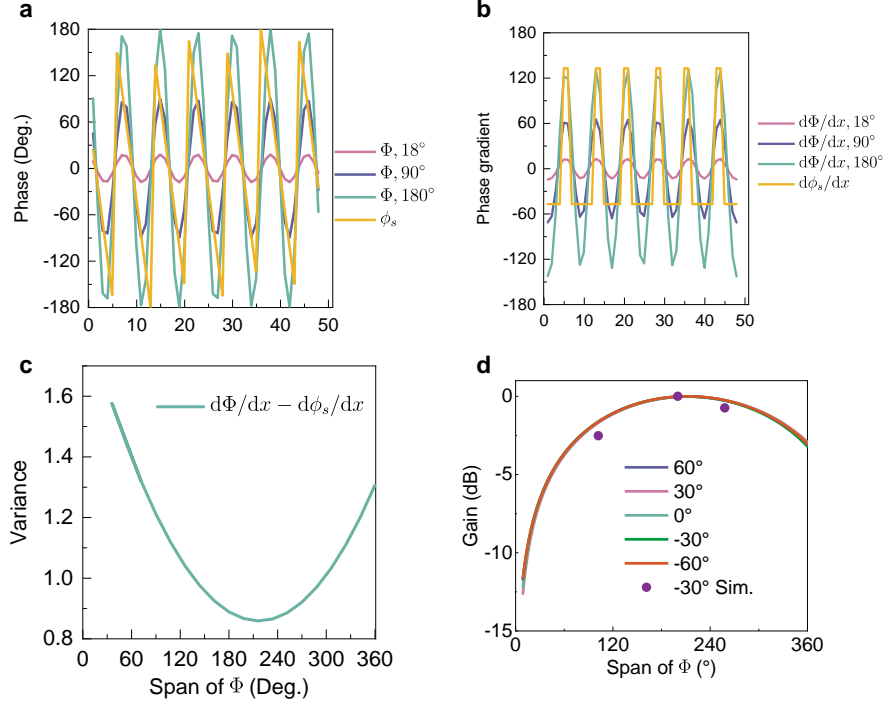 a
180
120
60
0
-60
-120
-180
Phase (Deg.)
0 10 20 30 40 50
Φ, 18°
Φ, 90°
Φ, 180°
ϕₛ
b
180
120
60
0
-60
-120
-180
Phase gradient
0 10 20 30 40 50
dΦ/dx, 18°
dΦ/dx, 90°
dΦ/dx, 180°
dϕₛ/dx
c
1.6
1.4
1.2
1.0
0.8
Variance
dΦ/dx − dϕₛ/dx
0 60 120 180 240 300 360
Span of Φ (Deg.)
d
0
-5
-10
-15
Gain (dB)
60°
30°
0°
-30°
-60°
-30° Sim.
0 120 240 360
Span of Φ (°)